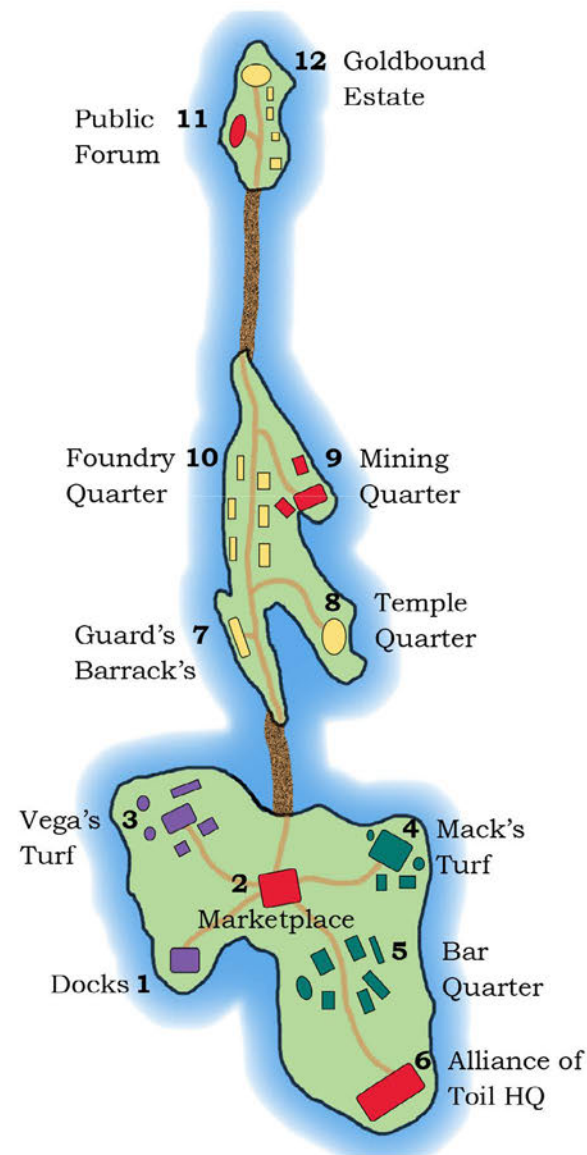 12 Goldbound
Estate
Public 11
Forum
Foundry 10
Quarter
9 Mining
Quarter
8 Temple
Quarter
Guard's 7
Barrack's
Vega's 3
Turf
4 Mack's
Turf
2
Marketplace
5 Bar
Quarter
Docks 1
6 Alliance of
Toil HQ